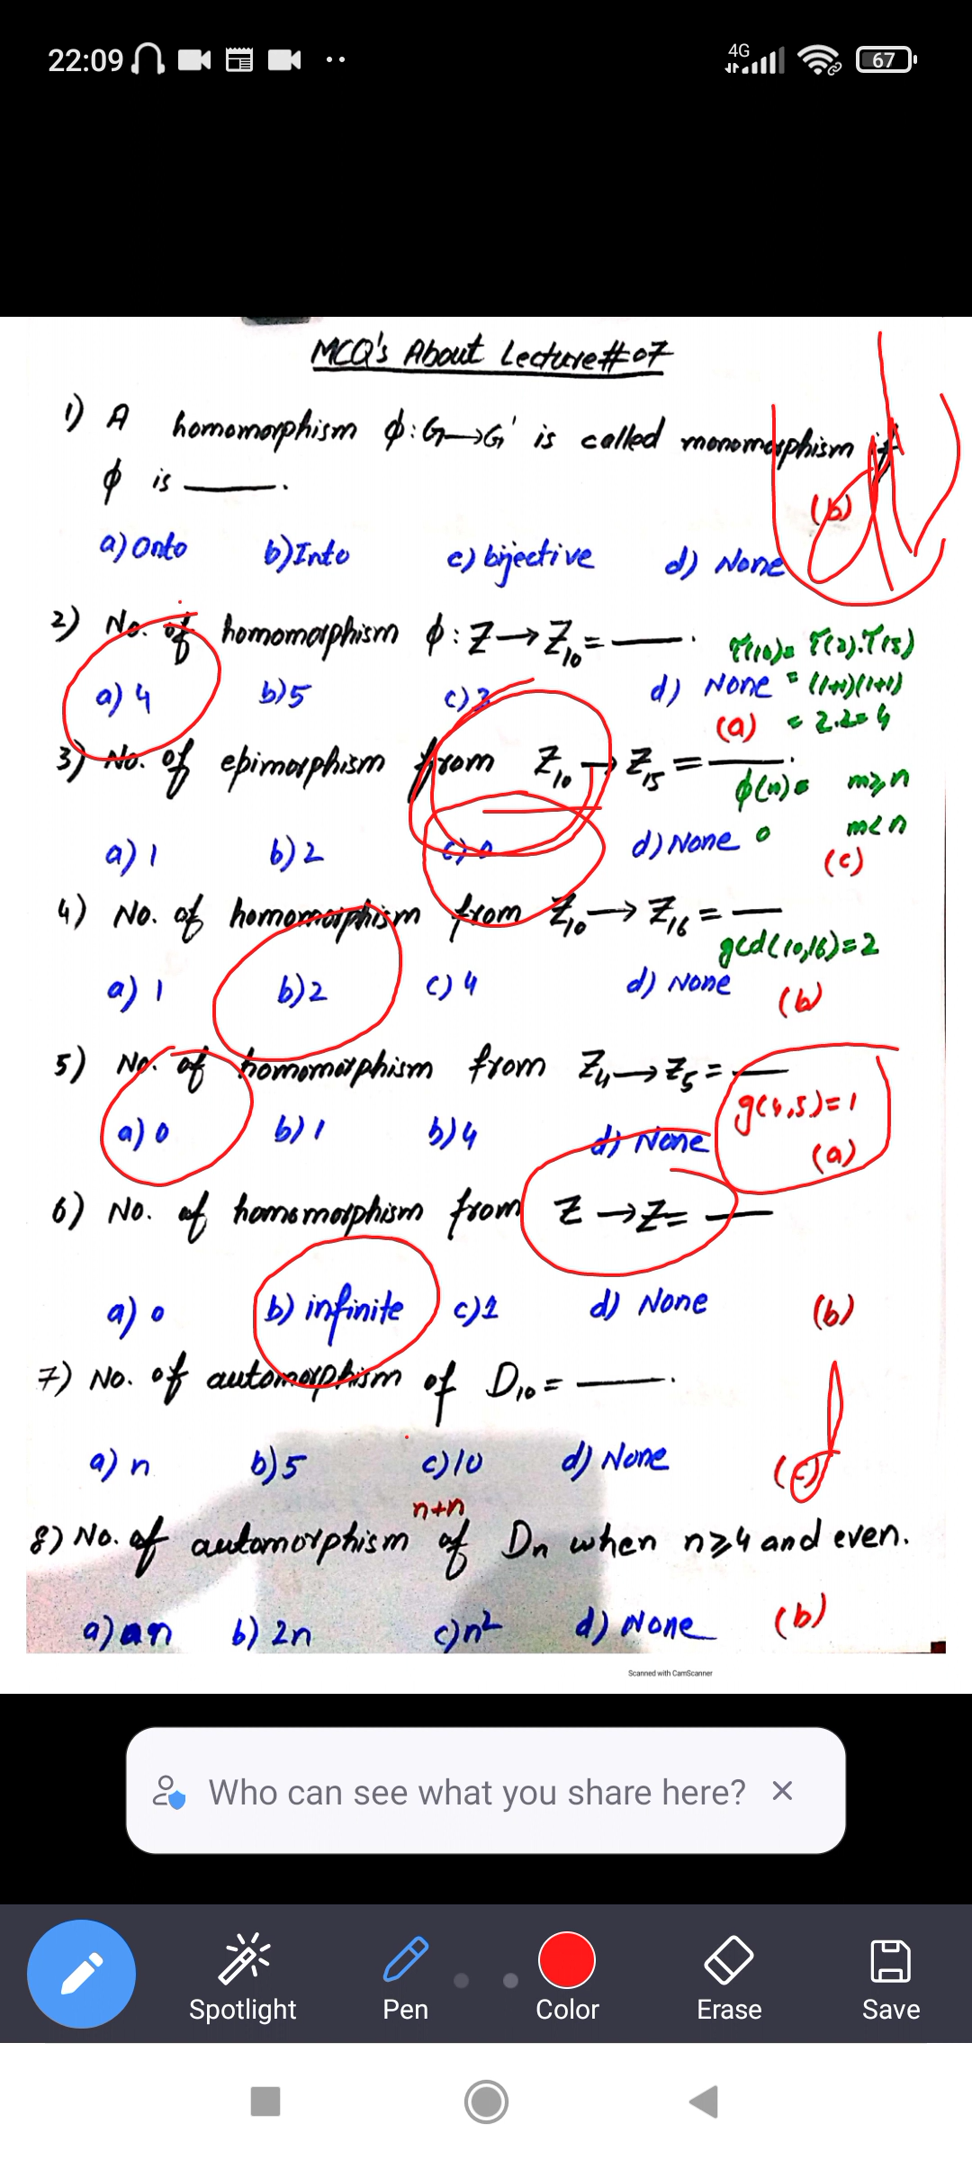 22:09
4G
67
MCQ's About Lecture#07
1) A homomorphism ϕ:G→G' is called monomorphism if
ϕ is ____.
(b)
a) Onto b) Into c) bijective d) None
2) No. of homomorphism ϕ:Z→Z₁₀= ____.
τ(10)= τ(2).τ(5)
a) 4 b) 5 c) 3 d) None = (1+1)(1+1)
(a) = 2.2= 4
3) No. of epimorphism from Z₁₀→Z₁₅ = ____.
ϕ(n)= m≥n
a) 1 b) 2 c) 0 d) None 0 m<n
(c)
4) No. of homomorphism from Z₁₀→Z₁₆ = __
gcd(10,16)=2
a) 1 b) 2 c) 4 d) None (b)
5) No. of homomorphism from Z₄→Z₅ = __
g(4,5)=1
a) 0 b) 1 b) 4 d) None (a)
6) No. of homomorphism from Z→Z= __
a) 0 b) infinite c) 2 d) None (b)
7) No. of automorphism of D₁₀ = ____.
a) n b) 5 c) 10 d) None (c)
n+n
8) No. of automorphism of Dₙ when n≥4 and even.
b) 2n c) n² d) None (b)
Scanned with CamScanner
Who can see what you share here? ×
Spotlight Pen Color Erase Save